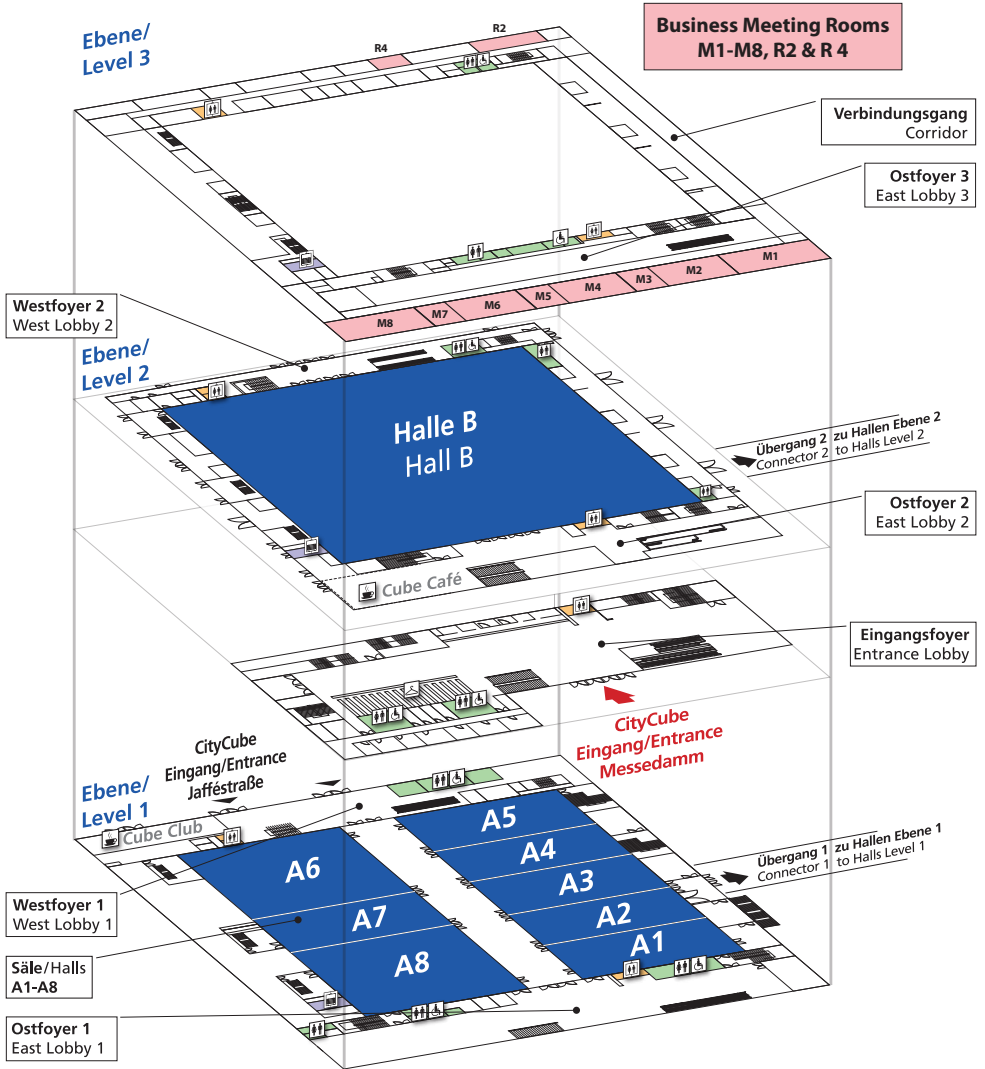 Ebene/
Level 3
R2
R4
Business Meeting Rooms
M1-M8, R2 & R 4
Verbindungsgang
Corridor
Ostfoyer 3
East Lobby 3
M1
M2
M3
M4
M5
M6
M7
M8
Westfoyer 2
West Lobby 2
Ebene/
Level 2
Halle B
Hall B
Übergang 2 zu Hallen Ebene 2
Connector 2 to Halls Level 2
Ostfoyer 2
East Lobby 2
Cube Café
Eingangsfoyer
Entrance Lobby
CityCube
Eingang/Entrance
Messedamm
CityCube
Eingang/Entrance
Jafféstraße
Ebene/
Level 1
Cube Club
A5
A4
A3
A2
A1
A6
A7
A8
Übergang 1 zu Hallen Ebene 1
Connector 1 to Halls Level 1
Westfoyer 1
West Lobby 1
Säle/Halls
A1-A8
Ostfoyer 1
East Lobby 1